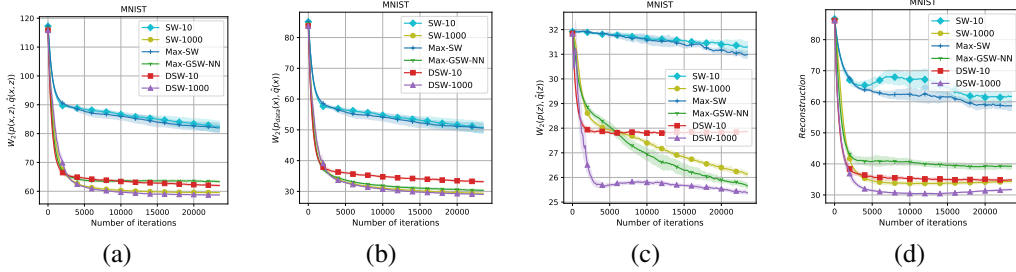 MNIST
W₂(p(x, z), q̂(x, z))
120
110
100
90
80
70
60
0
5000
10000
15000
20000
Number of iterations
SW-10
SW-1000
Max-SW
Max-GSW-NN
DSW-10
DSW-1000
(a)
MNIST
80
70
60
50
40
30
0
5000
10000
15000
20000
Number of iterations
SW-10
SW-1000
Max-SW
Max-GSW-NN
DSW-10
DSW-1000
(b)
MNIST
W₂(p(z), q̂(z))
32
31
30
29
28
27
26
25
0
5000
10000
15000
20000
Number of iterations
SW-10
SW-1000
Max-SW
Max-GSW-NN
DSW-10
DSW-1000
(c)
MNIST
Reconstruction
80
70
60
50
40
30
0
5000
10000
15000
20000
Number of iterations
SW-10
SW-1000
Max-SW
Max-GSW-NN
DSW-10
DSW-1000
(d)